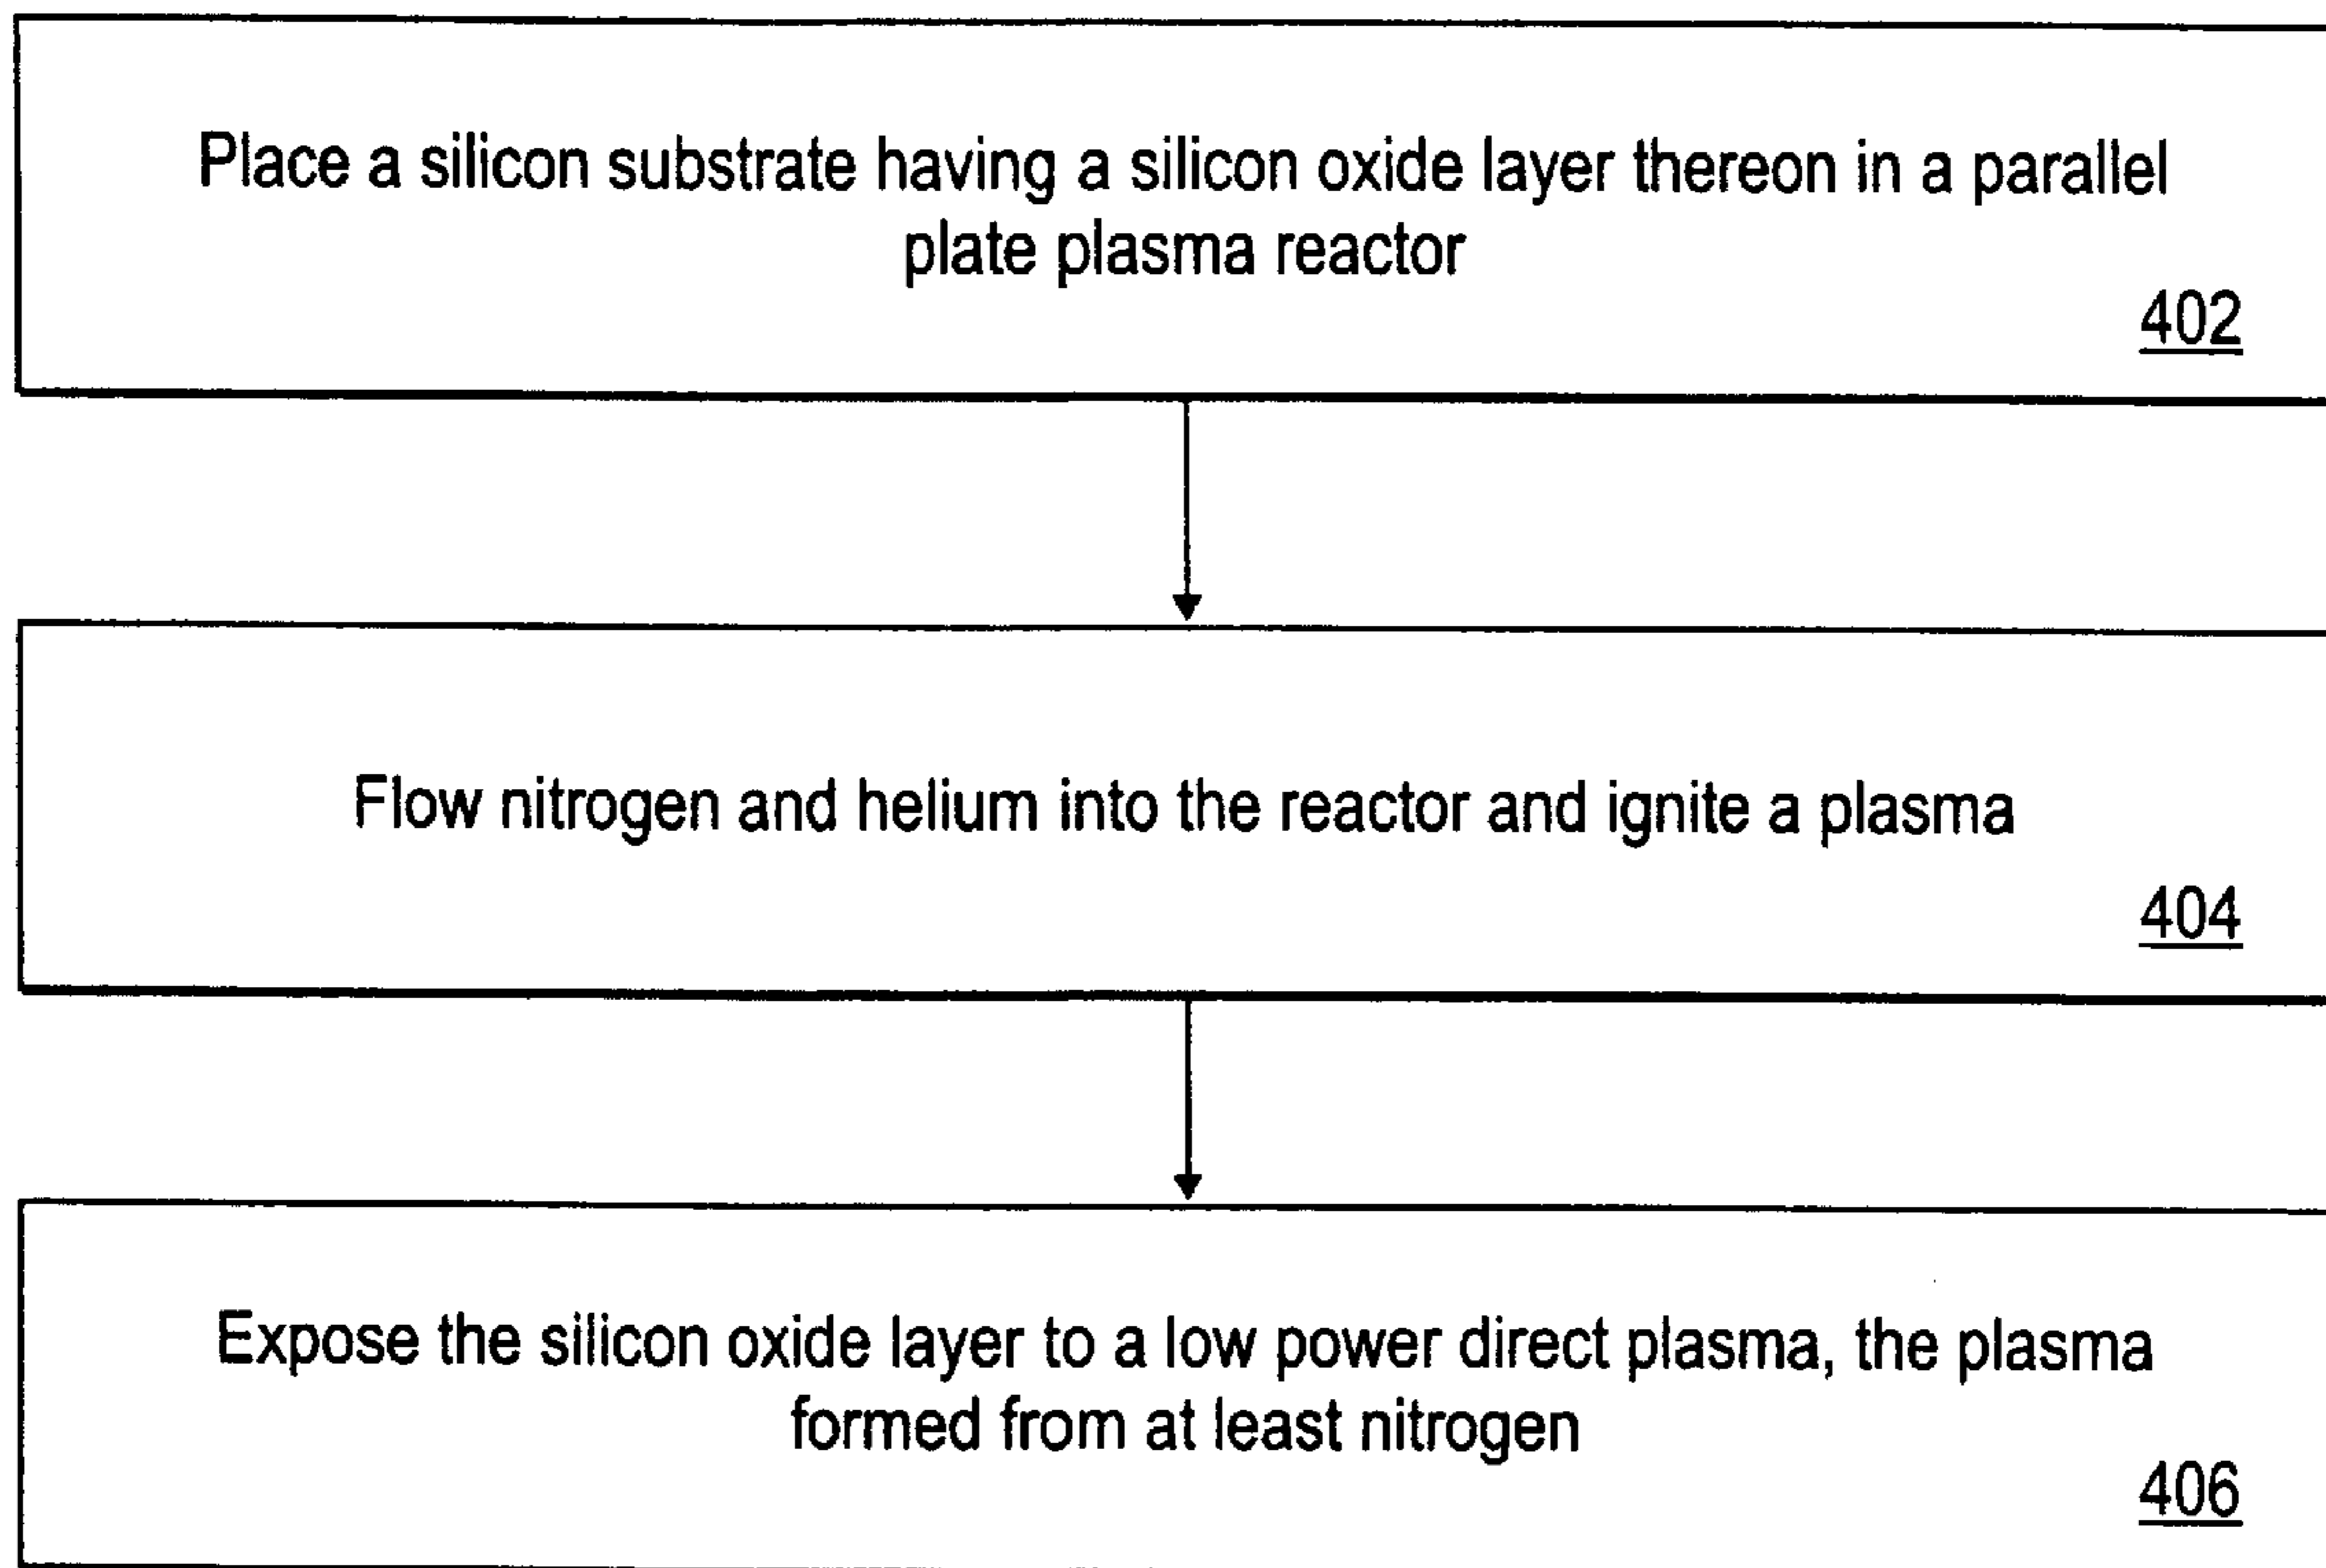 Place a silicon substrate having a silicon oxide layer thereon in a parallel
plate plasma reactor
402
Flow nitrogen and helium into the reactor and ignite a plasma
404
Expose the silicon oxide layer to a low power direct plasma, the plasma
formed from at least nitrogen
406